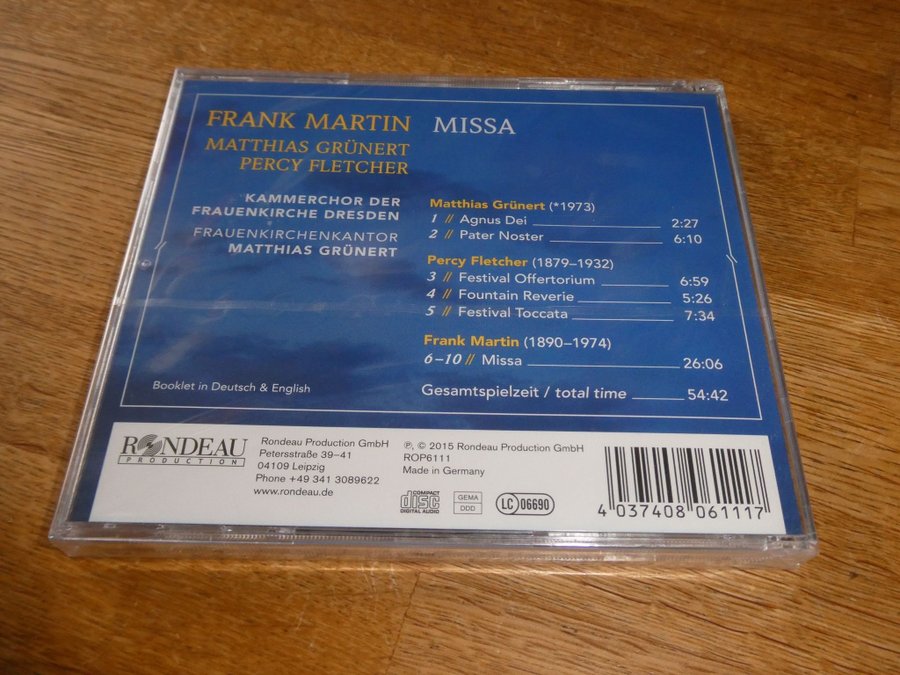 FRANK MARTIN MISSA
MATTHIAS GRÜNERT
PERCY FLETCHER
KAMMERCHOR DER
FRAUENKIRCHE DRESDEN
FRAUENKIRCHENKANTOR
MATTHIAS GRÜNERT
Matthias Grünert (*1973)
1 // Agnus Dei 2:27
2 // Pater Noster 6:10
Percy Fletcher (1879–1932)
3 // Festival Offertorium 6:59
4 // Fountain Reverie 5:26
5 // Festival Toccata 7:34
Frank Martin (1890–1974)
6–10 // Missa 26:06
Gesamtspielzeit / total time 54:42
Booklet in Deutsch & English
RONDEAU
PRODUCTION
Rondeau Production GmbH
Petersstraße 39–41
04109 Leipzig
Phone +49 341 3089622
www.rondeau.de
℗, © 2015 Rondeau Production GmbH
ROP6111
Made in Germany
COMPACT
disc
DIGITAL AUDIO
GEMA
DDD
LC 06690
4 037408 061117